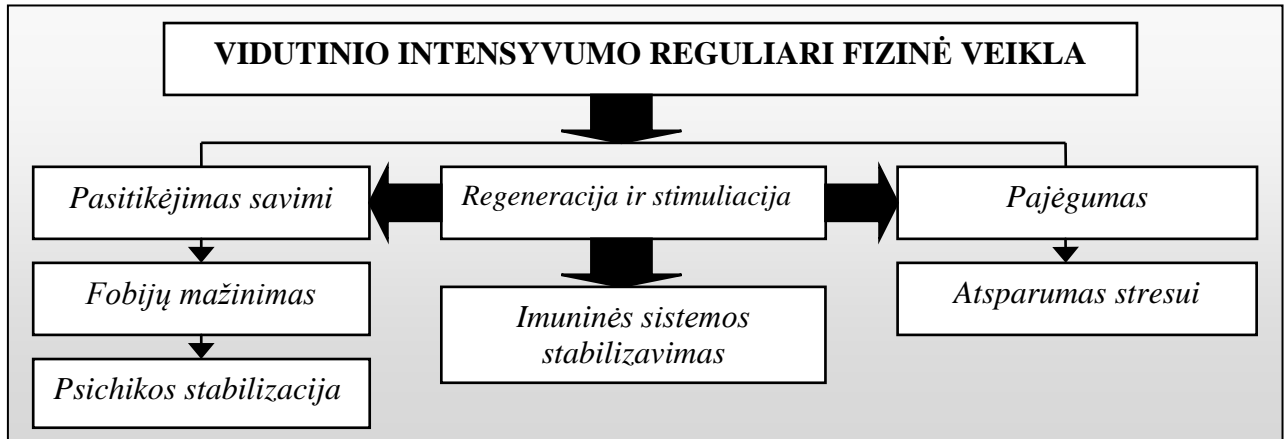 VIDUTINIO INTENSYVUMO REGULIARI FIZINĖ VEIKLA
Pasitikėjimas savimi
Regeneracija ir stimuliacija
Pajėgumas
Fobijų mažinimas
Imuninės sistemos
stabilizavimas
Atsparumas stresui
Psichikos stabilizacija